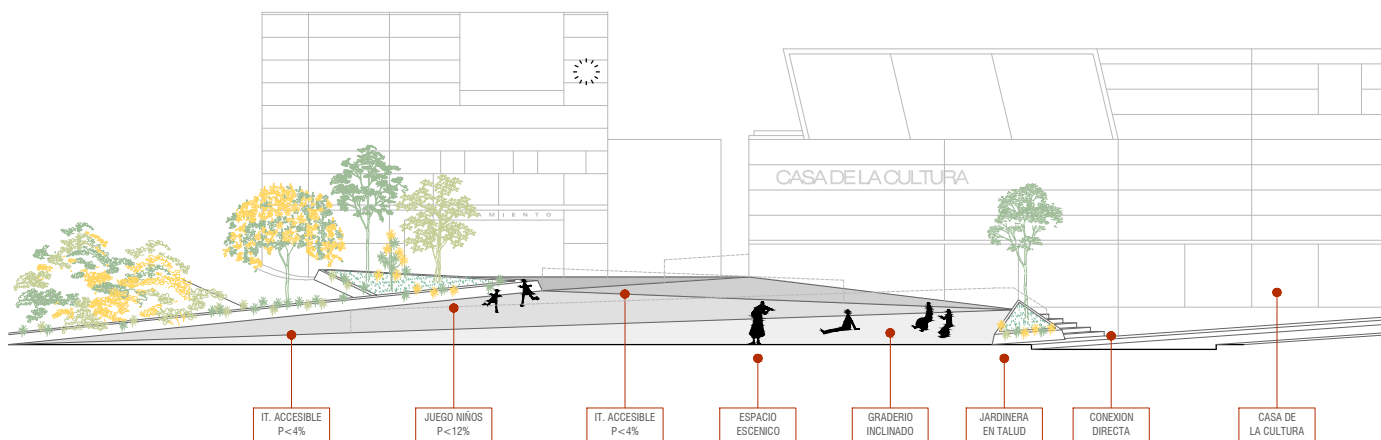 CASA DE LA CULTURA
AMIENTO
IT. ACCESIBLE
P<4%
JUEGO NIÑOS
P<12%
IT. ACCESIBLE
P<4%
ESPACIO
ESCENICO
GRADERIO
INCLINADO
JARDINERA
EN TALUD
CONEXION
DIRECTA
CASA DE
LA CULTURA